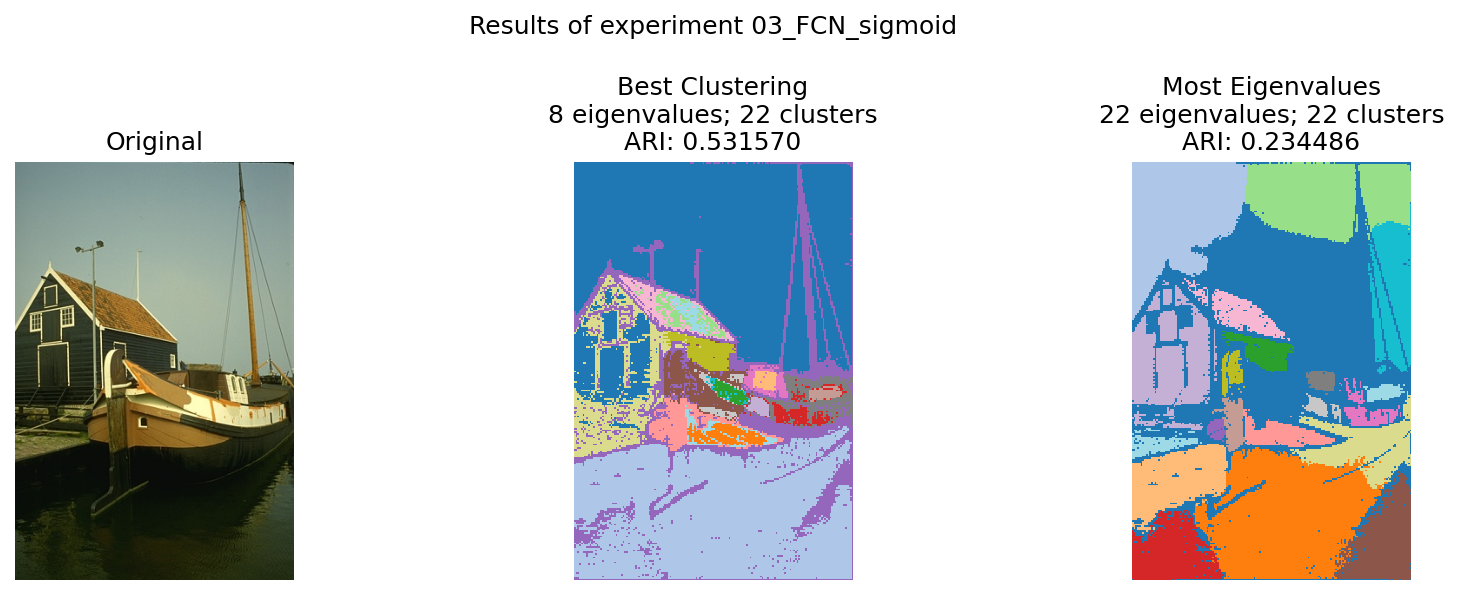 Results of experiment 03_FCN_sigmoid
Original
Best Clustering
8 eigenvalues; 22 clusters
ARI: 0.531570
Most Eigenvalues
22 eigenvalues; 22 clusters
ARI: 0.234486